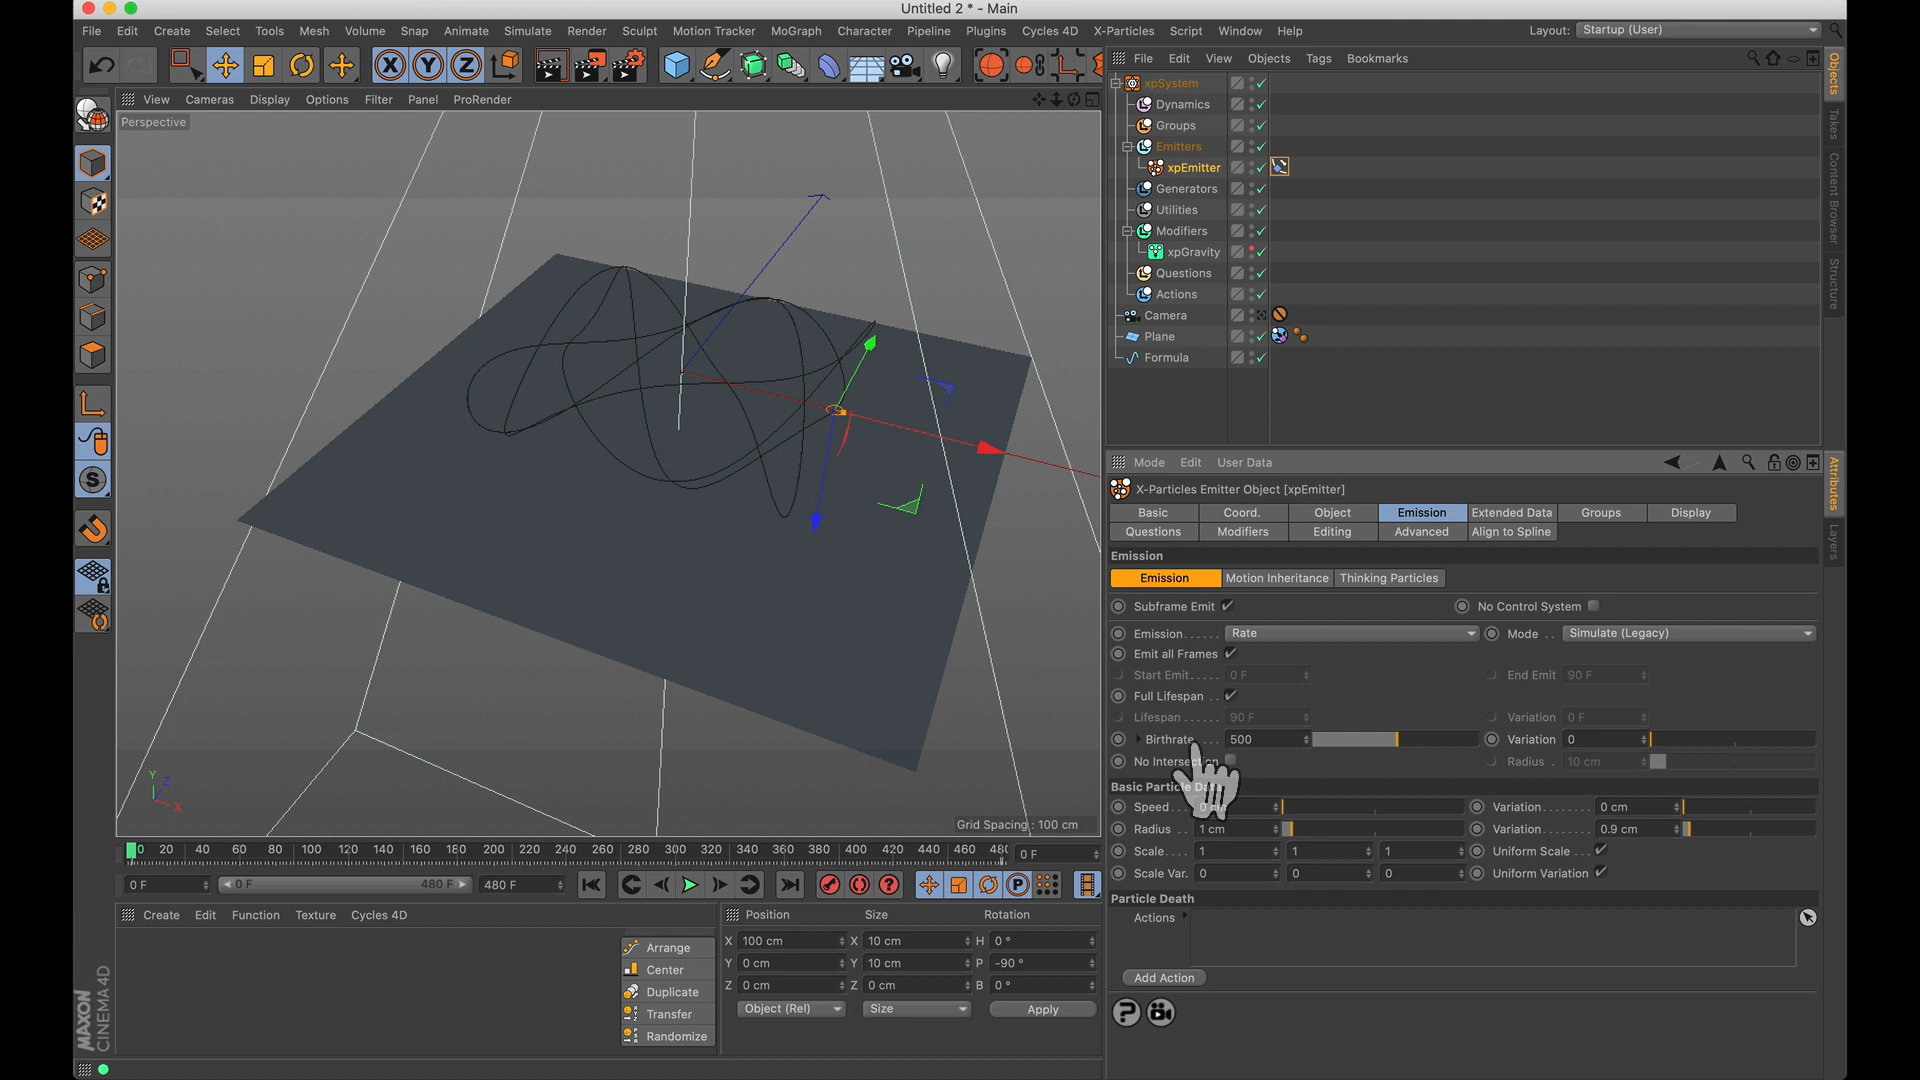 Untitled 2 * - Main
File Edit Create Select Tools Mesh Volume Snap Animate Simulate Render Sculpt Motion Tracker MoGraph Character Pipeline Plugins Cycles 4D X-Particles Script Window Help Layout: Startup (User)
X Y Z
File Edit View Objects Tags Bookmarks
View Cameras Display Options Filter Panel ProRender
Perspective
xpSystem
Dynamics
Groups
Emitters
xpEmitter
Generators
Utilities
Modifiers
xpGravity
Questions
Actions
Camera
Plane
Formula
Objects
Takes
Content Browser
Structure
Attributes
Layers
Mode Edit User Data
X-Particles Emitter Object [xpEmitter]
Basic Coord. Object Emission Extended Data Groups Display
Questions Modifiers Editing Advanced Align to Spline
Emission
Emission Motion Inheritance Thinking Particles
Subframe Emit No Control System
Emission...... Rate Mode .. Simulate (Legacy)
Emit all Frames
Start Emit..... 0 F End Emit 90 F
Full Lifespan ..
Lifespan ....... 90 F Variation 0 F
Birthrate 500 Variation 0
No Intersection Radius . 10 cm
Basic Particle Data
Speed Variation........ 0 cm
Radius .. 1 cm Variation........ 0.9 cm
Scale.... 1 1 1 Uniform Scale ...
Scale Var. 0 0 0 Uniform Variation
Particle Death
Actions
Add Action
Y Z X
Grid Spacing : 100 cm
0 20 40 60 80 100 120 140 160 180 200 220 240 260 280 300 320 340 360 380 400 420 440 460 480 0 F
0 F 0 F 480 F 480 F
P
Create Edit Function Texture Cycles 4D
Arrange
Center
Duplicate
Transfer
Randomize
Position Size Rotation
X 100 cm X 10 cm H 0 °
Y 0 cm Y 10 cm P -90 °
Z 0 cm Z 0 cm B 0 °
Object (Rel) Size Apply
MAXON
CINEMA 4D